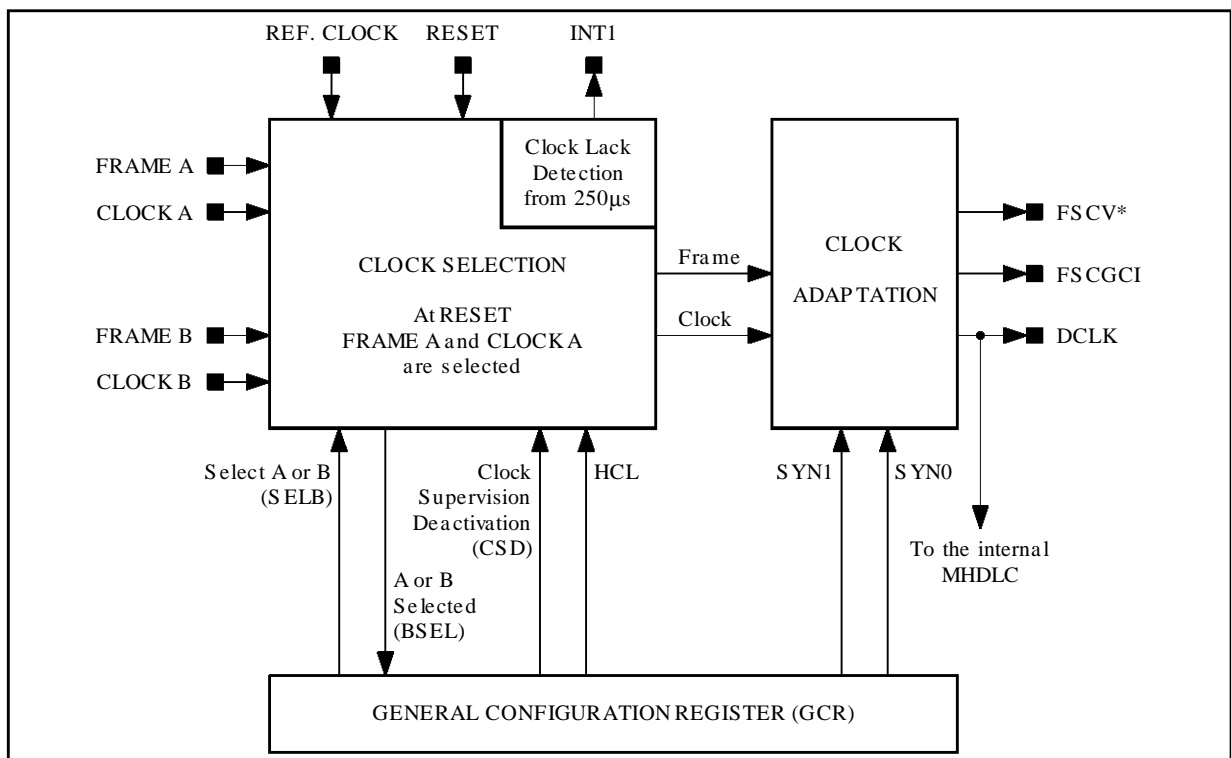 REF. CLOCK
RESET
INT1
FRAME A
CLOCK A
FRAME B
CLOCK B
Clock Lack
Detection
from 250µs
CLOCK SELECTION
At RESET
FRAME A and CLOCK A
are selected
Frame
Clock
CLOCK
ADAPTATION
FSCV*
FSCGCI
DCLK
Select A or B
(SELB)
A or B
Selected
(BSEL)
Clock
Supervision
Deactivation
(CSD)
HCL
SYN1
SYN0
To the internal
MHDLC
GENERAL CONFIGURATION REGISTER (GCR)